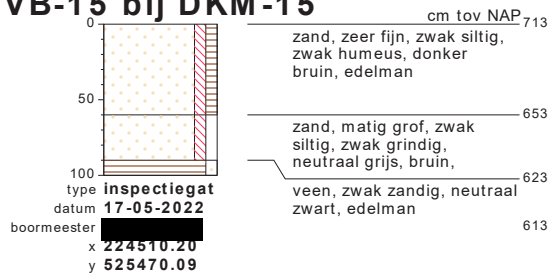 VB-15 bij DKM-15
cm tov NAP
0
713
zand, zeer fijn, zwak siltig,
zwak humeus, donker
bruin, edelman
50
653
zand, matig grof, zwak
siltig, zwak grindig,
neutraal grijs, bruin,
100
623
veen, zwak zandig, neutraal
zwart, edelman
613
type inspectiegat
datum 17-05-2022
boormeester
x 224510.20
y 525470.09